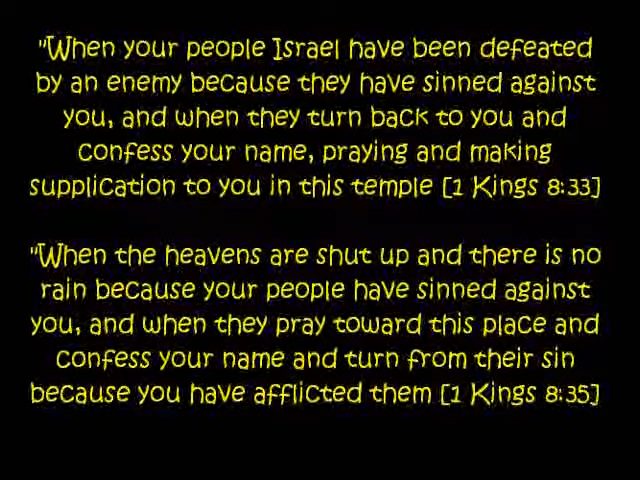 "When your people Israel have been defeated
by an enemy because they have sinned against
you, and when they turn back to you and
confess your name, praying and making
supplication to you in this temple [1 Kings 8:33]
"When the heavens are shut up and there is no
rain because your people have sinned against
you, and when they pray toward this place and
confess your name and turn from their sin
because you have afflicted them [1 Kings 8:35]